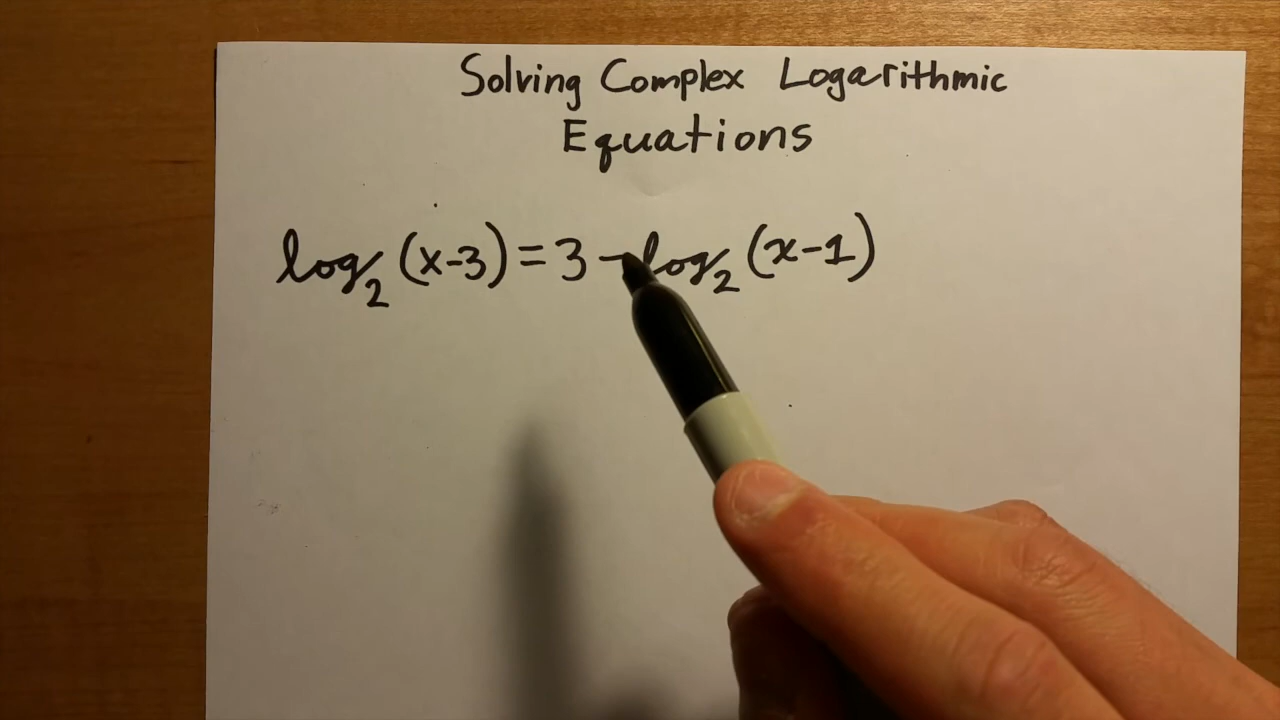 Solving Complex Logarithmic
Equations
log₂(x-3)=3-log₂(x-1)